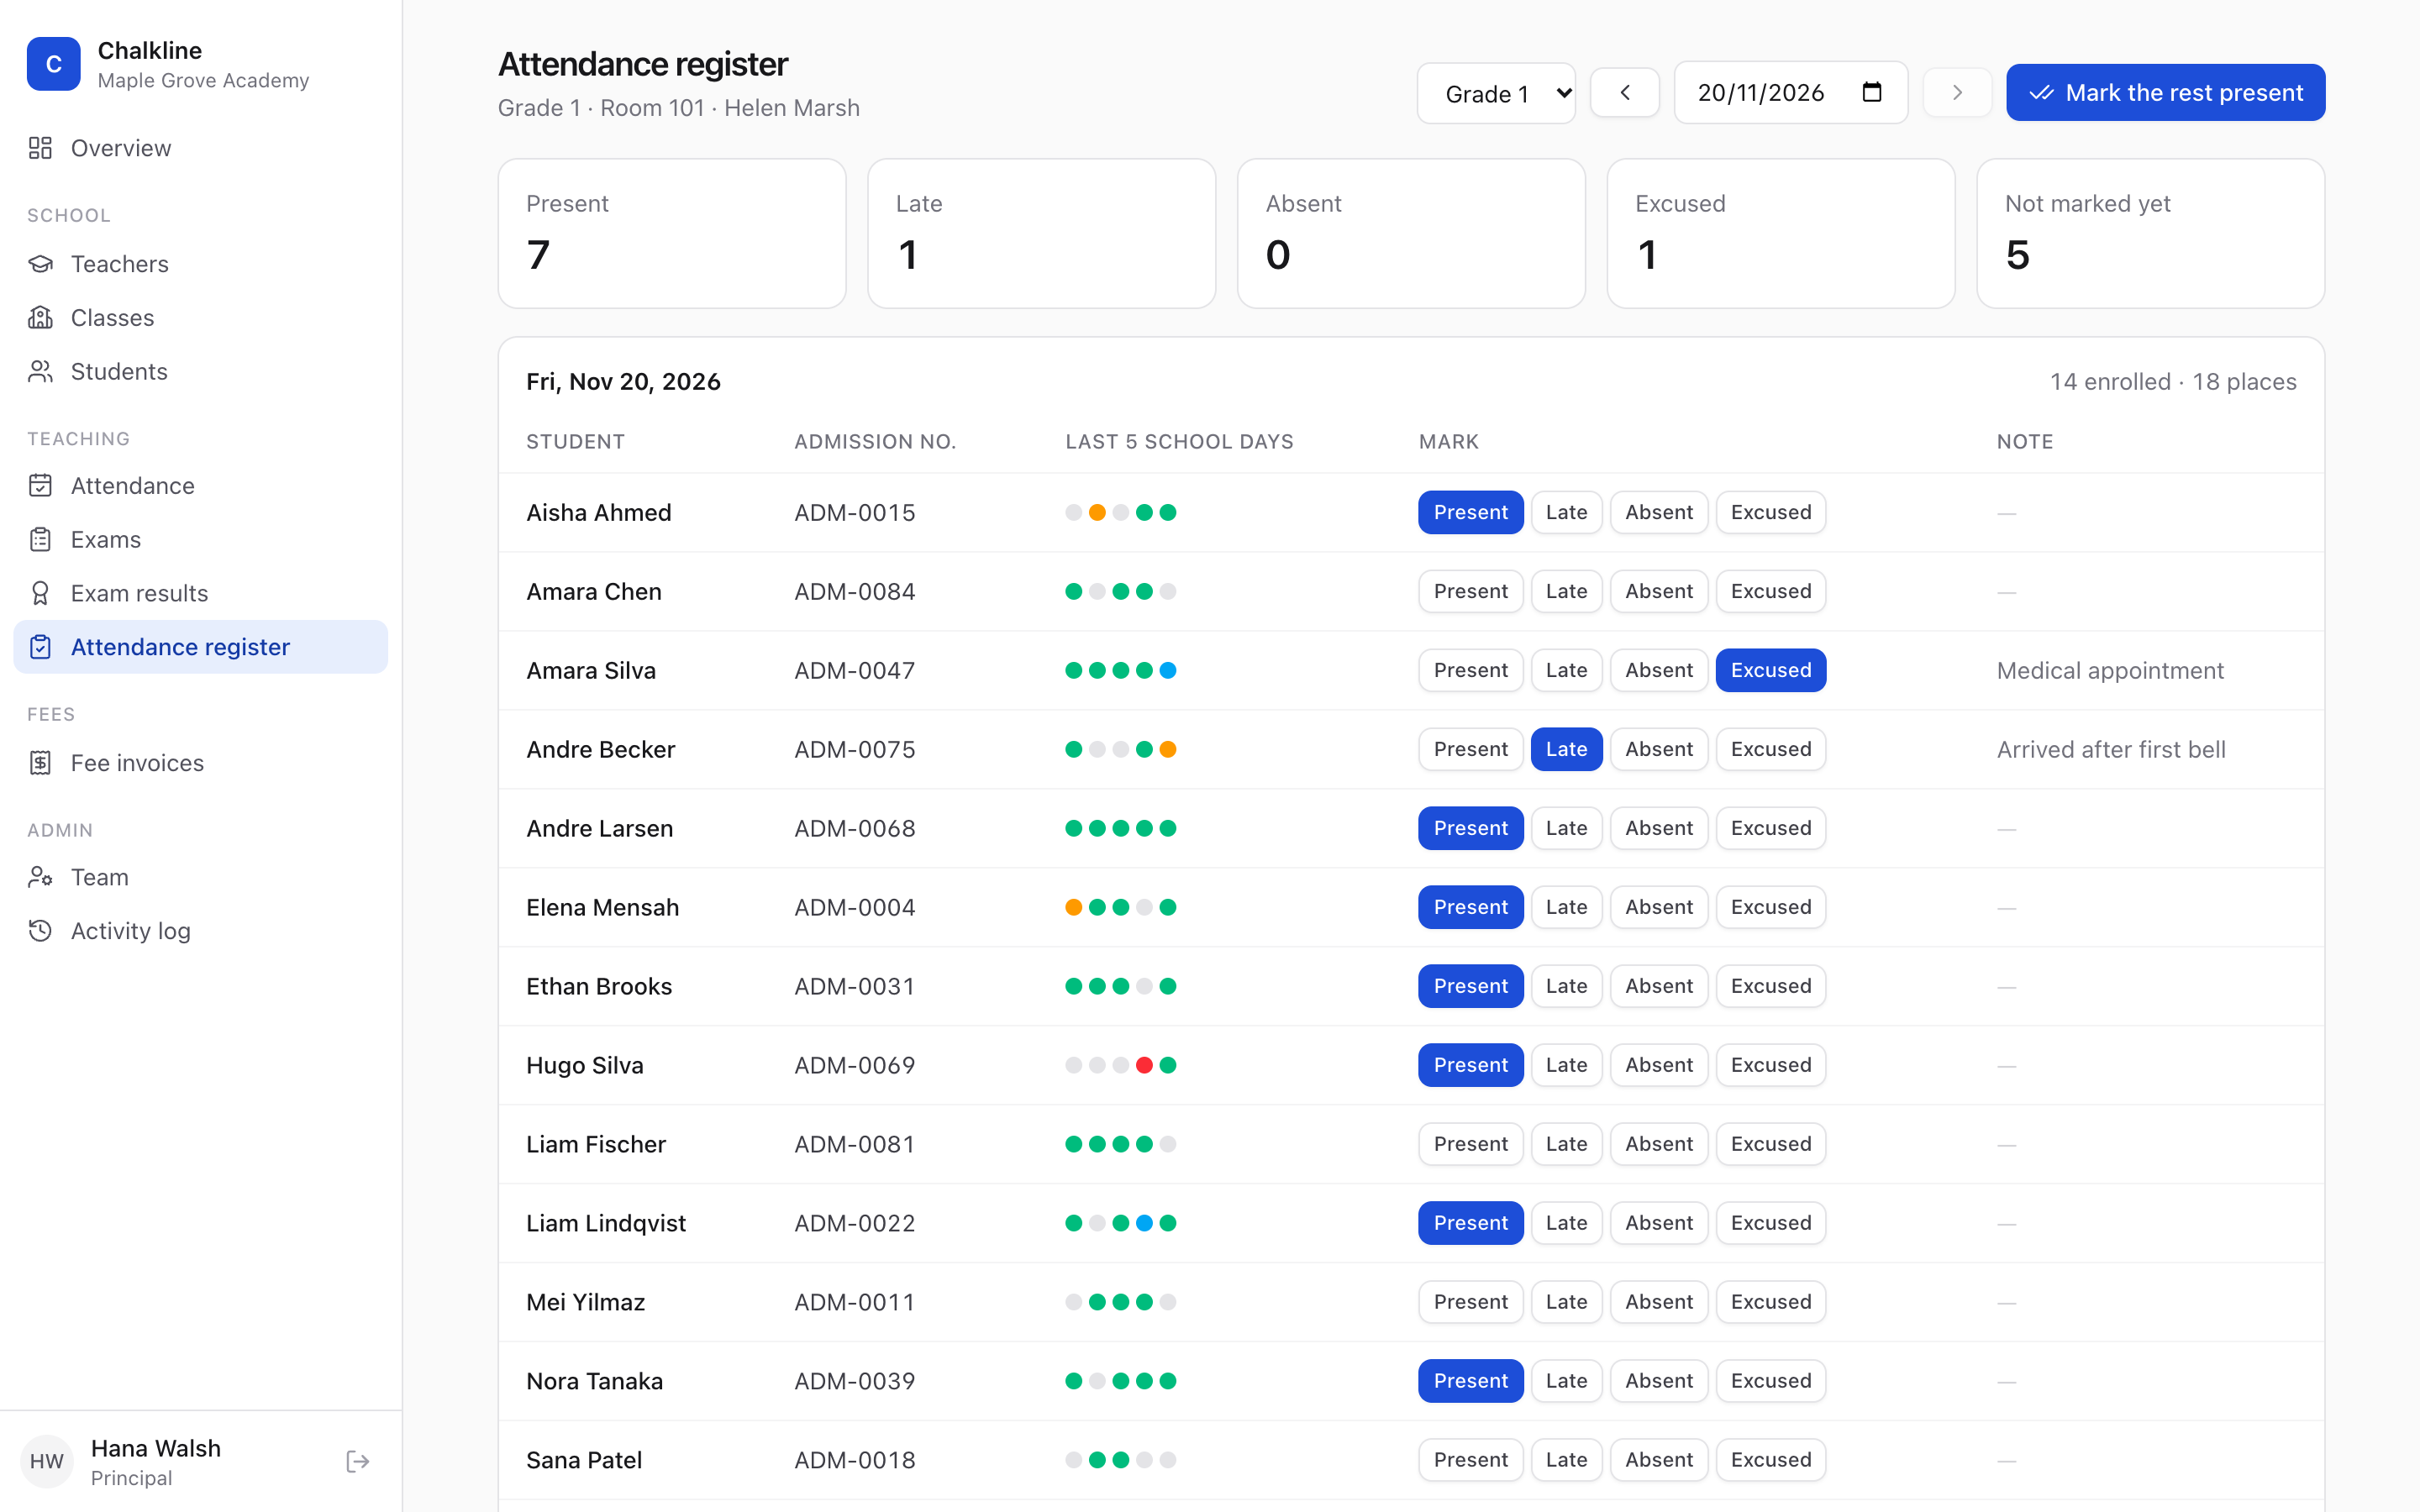 C
Chalkline
Maple Grove Academy
Overview
SCHOOL
Teachers
Classes
Students
TEACHING
Attendance
Exams
Exam results
Attendance register
FEES
Fee invoices
ADMIN
Team
Activity log
HW
Hana Walsh
Principal
Attendance register
Grade 1 · Room 101 · Helen Marsh
Grade 1
20/11/2026
Mark the rest present
Present
7
Late
1
Absent
0
Excused
1
Not marked yet
5
Fri, Nov 20, 2026
14 enrolled · 18 places
STUDENT ADMISSION NO. LAST 5 SCHOOL DAYS MARK NOTE
Aisha Ahmed ADM-0015 Present Late Absent Excused —
Amara Chen ADM-0084 Present Late Absent Excused —
Amara Silva ADM-0047 Present Late Absent Excused Medical appointment
Andre Becker ADM-0075 Present Late Absent Excused Arrived after first bell
Andre Larsen ADM-0068 Present Late Absent Excused —
Elena Mensah ADM-0004 Present Late Absent Excused —
Ethan Brooks ADM-0031 Present Late Absent Excused —
Hugo Silva ADM-0069 Present Late Absent Excused —
Liam Fischer ADM-0081 Present Late Absent Excused —
Liam Lindqvist ADM-0022 Present Late Absent Excused —
Mei Yilmaz ADM-0011 Present Late Absent Excused —
Nora Tanaka ADM-0039 Present Late Absent Excused —
Sana Patel ADM-0018 Present Late Absent Excused —